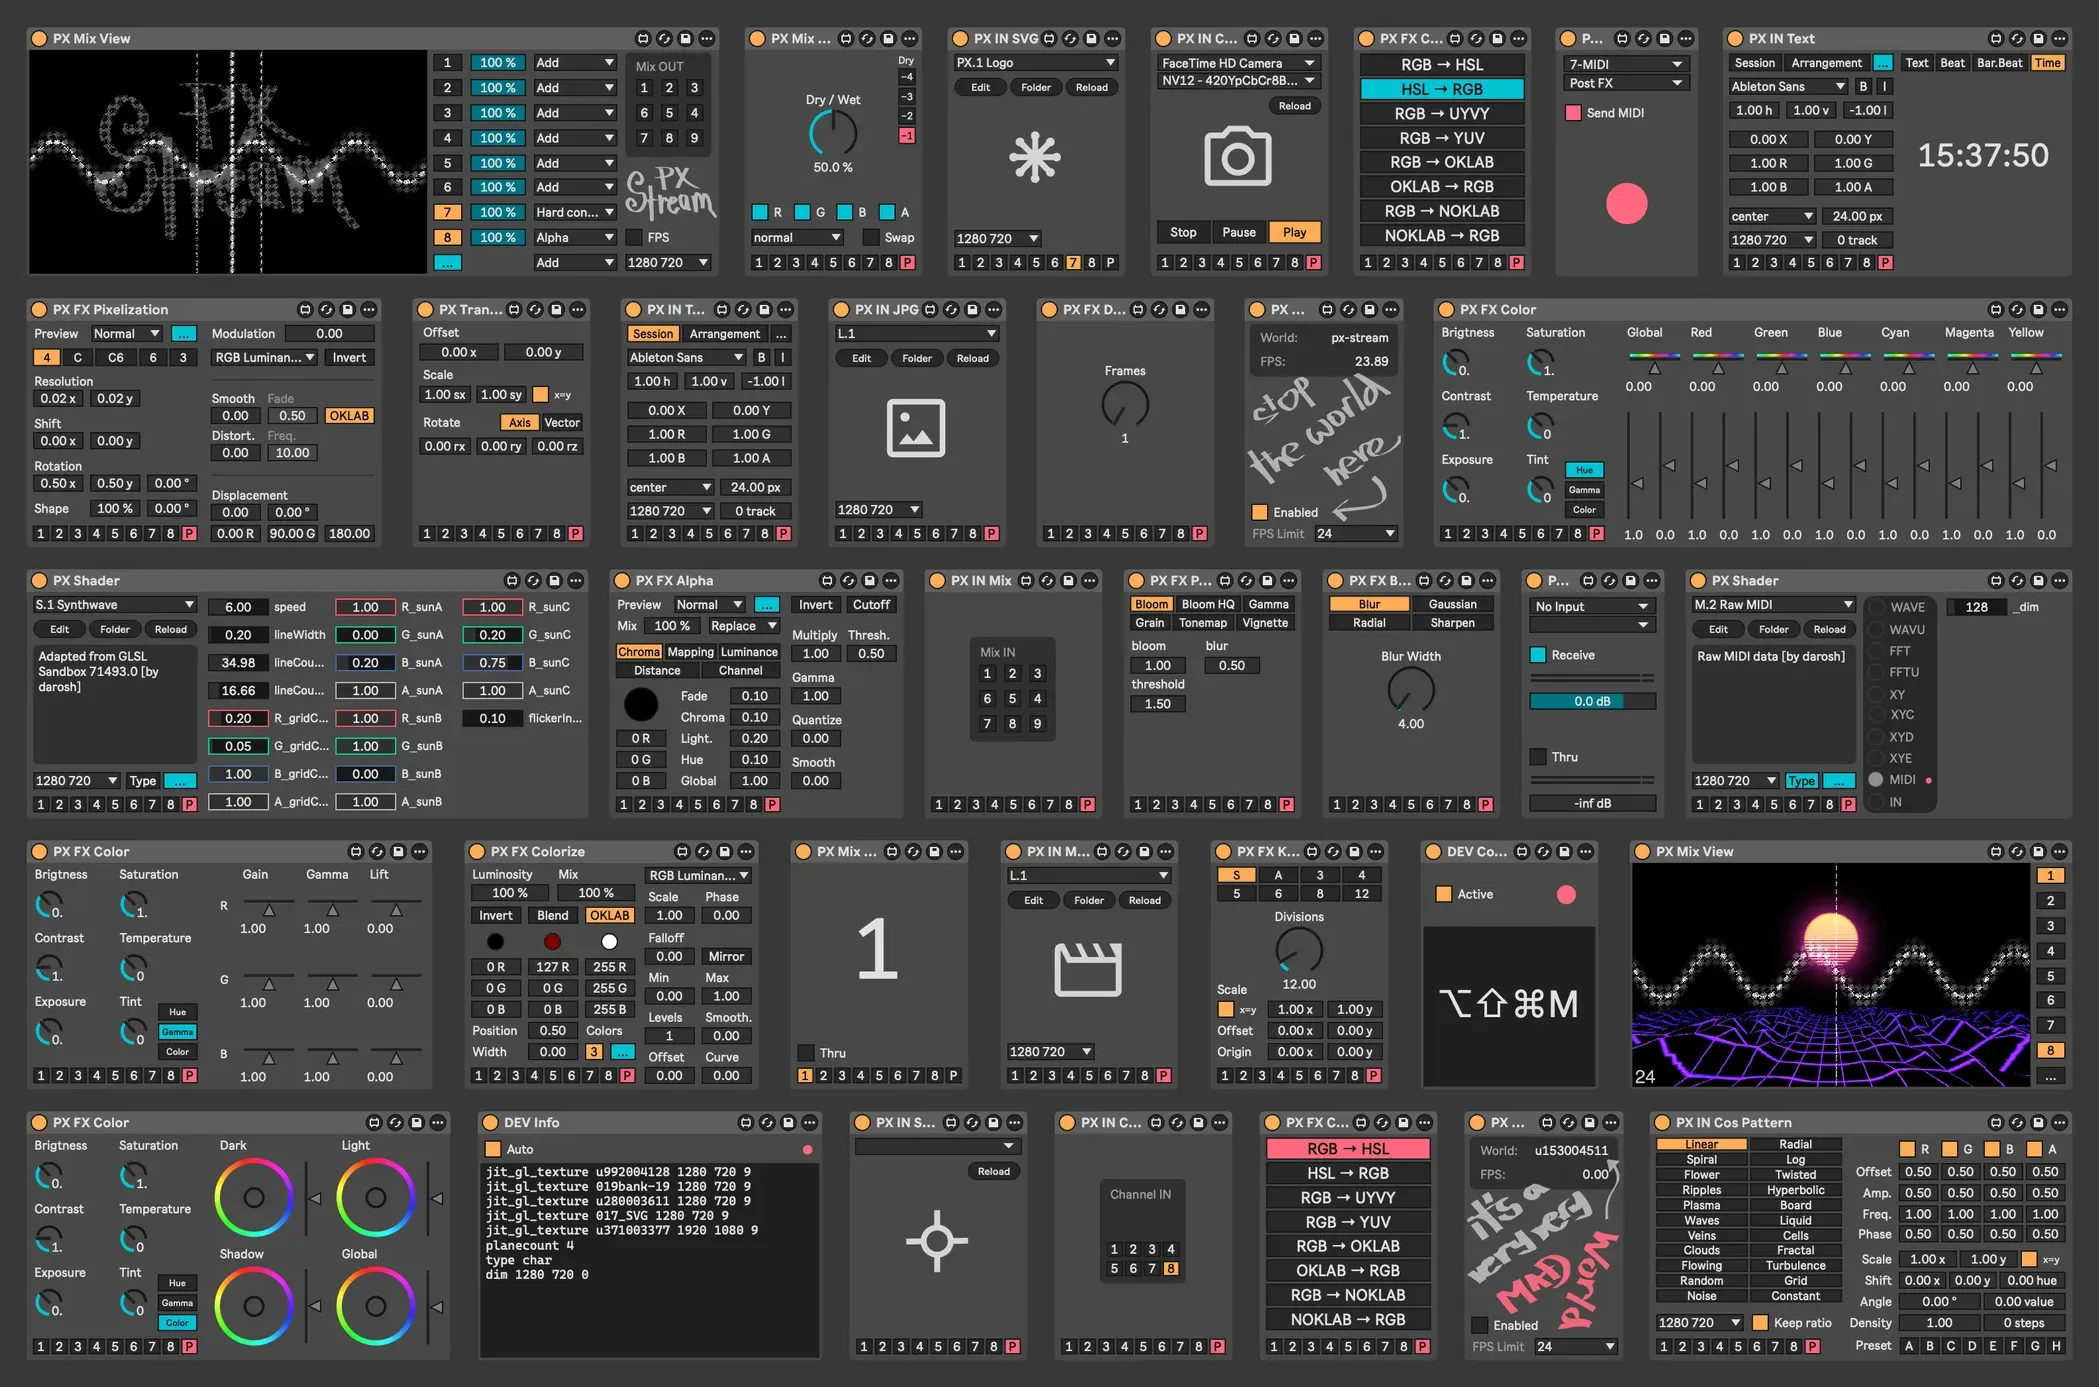 PX Mix View
1 100 % Add
2 100 % Add
3 100 % Add
4 100 % Add
5 100 % Add
6 100 % Add
7 100 % Hard con...
8 100 % Alpha
... Add
Mix OUT
1 2 3
6 5 4
7 8 9
PX
Stream
FPS
1280 720
PX
Stream
PX Mix ...
Dry
-4
-3
-2
-1
Dry / Wet
50.0 %
R G B A
normal Swap
1 2 3 4 5 6 7 8 P
PX IN SVG
PX.1 Logo
Edit Folder Reload
1280 720
1 2 3 4 5 6 7 8 P
PX IN C...
FaceTime HD Camera
NV12 - 420YpCbCr8B...
Reload
Stop Pause Play
1 2 3 4 5 6 7 8 P
PX FX C...
RGB → HSL
HSL → RGB
RGB → UYVY
RGB → YUV
RGB → OKLAB
OKLAB → RGB
RGB → NOKLAB
NOKLAB → RGB
1 2 3 4 5 6 7 8 P
P...
7-MIDI
Post FX
Send MIDI
PX IN Text
Session Arrangement ... Text Beat Bar.Beat Time
Ableton Sans B I
1.00 h 1.00 v -1.00 l
0.00 X 0.00 Y
1.00 R 1.00 G
1.00 B 1.00 A
center 24.00 px
1280 720 0 track
1 2 3 4 5 6 7 8 P
15:37:50
PX FX Pixelization
Preview Normal ... Modulation 0.00
4 C C6 6 3 RGB Luminan... Invert
Resolution
0.02 x 0.02 y
Smooth Fade
0.00 0.50 OKLAB
Shift
0.00 x 0.00 y
Distort. Freq.
0.00 10.00
Rotation
0.50 x 0.50 y 0.00 °
Displacement
Shape 100 % 0.00 ° 0.00 0.00 °
1 2 3 4 5 6 7 8 P 0.00 R 90.00 G 180.00
PX Tran...
Offset
0.00 x 0.00 y
Scale
1.00 sx 1.00 sy x=y
Rotate Axis Vector
0.00 rx 0.00 ry 0.00 rz
1 2 3 4 5 6 7 8 P
PX IN T...
Session Arrangement ...
Ableton Sans B I
1.00 h 1.00 v -1.00 l
0.00 X 0.00 Y
1.00 R 1.00 G
1.00 B 1.00 A
center 24.00 px
1280 720 0 track
1 2 3 4 5 6 7 8 P
PX IN JPG
L.1
Edit Folder Reload
1280 720
1 2 3 4 5 6 7 8 P
PX FX D...
Frames
1
1 2 3 4 5 6 7 8 P
PX ...
World: px-stream
FPS: 23.89
stop
the world
here
Enabled
FPS Limit 24
PX FX Color
Brigtness Saturation Global Red Green Blue Cyan Magenta Yellow
0. 1.
0.00 0.00 0.00 0.00 0.00 0.00 0.00
Contrast Temperature
1. 0
Exposure Tint
0. 0
Hue
Gamma
Color
1 2 3 4 5 6 7 8 P 1.0 0.0 1.0 0.0 1.0 0.0 1.0 0.0 1.0 0.0 1.0 0.0 1.0 0.0
PX Shader
S.1 Synthwave
Edit Folder Reload
Adapted from GLSL
Sandbox 71493.0 [by
darosh]
1280 720 Type ...
1 2 3 4 5 6 7 8 P
6.00 speed 1.00 R_sunA 1.00 R_sunC
0.20 lineWidth 0.00 G_sunA 0.20 G_sunC
34.98 lineCou... 0.20 B_sunA 0.75 B_sunC
16.66 lineCou... 1.00 A_sunA 1.00 A_sunC
0.20 R_gridC... 1.00 R_sunB 0.10 flickerIn...
0.05 G_gridC... 1.00 G_sunB
1.00 B_gridC... 0.00 B_sunB
1.00 A_gridC... 1.00 A_sunB
PX FX Alpha
Preview Normal ... Invert Cutoff
Mix 100 % Replace
Multiply Thresh.
1.00 0.50
Chroma Mapping Luminance
Distance Channel
Gamma
1.00
Fade 0.10
Chroma 0.10
Quantize
0.00
0 R Light. 0.20
0 G Hue 0.10
Smooth
0.00
0 B Global 1.00
1 2 3 4 5 6 7 8 P
PX IN Mix
Mix IN
1 2 3
6 5 4
7 8 9
1 2 3 4 5 6 7 8 P
PX FX P...
Bloom Bloom HQ Gamma
Grain Tonemap Vignette
bloom blur
1.00 0.50
threshold
1.50
1 2 3 4 5 6 7 8 P
PX FX B...
Blur Gaussian
Radial Sharpen
Blur Width
4.00
1 2 3 4 5 6 7 8 P
P...
No Input
Receive
0.0 dB
Thru
-inf dB
PX Shader
M.2 Raw MIDI
Edit Folder Reload
Raw MIDI data [by darosh]
1280 720 Type ...
1 2 3 4 5 6 7 8 P
WAVE
WAVU
FFT
FFTU
XY
XYC
XYD
XYE
MIDI
IN
128 _dim
PX FX Color
Brigtness Saturation Gain Gamma Lift
0. 1.
R
1.00 1.00 0.00
Contrast Temperature
1. 0
G
1.00 1.00 0.00
Exposure Tint
0. 0
Hue
Gamma
Color
B
1.00 1.00 0.00
1 2 3 4 5 6 7 8 P
PX FX Colorize
Luminosity Mix RGB Luminan...
100 % 100 %
Scale Phase
1.00 0.00
Invert Blend OKLAB
Falloff
0.00 Mirror
0 R 127 R 255 R
0 G 0 G 255 G
0 B 0 B 255 B
Min Max
0.00 1.00
Position 0.50 Colors
Width 0.00 3 ...
Levels Smooth.
1 0.00
Offset Curve
0.00 0.00
1 2 3 4 5 6 7 8 P
PX Mix ...
1
Thru
1 2 3 4 5 6 7 8 P
PX IN M...
L.1
Edit Folder Reload
1280 720
1 2 3 4 5 6 7 8 P
PX FX K...
S A 3 4
5 6 8 12
Divisions
12.00
Scale
x=y 1.00 x 1.00 y
Offset 0.00 x 0.00 y
Origin 0.00 x 0.00 y
1 2 3 4 5 6 7 8 P
DEV Co...
Active
⌥⇧⌘M
PX Mix View
24
1
2
3
4
5
6
7
8
...
PX FX Color
Brigtness Saturation Dark Light
0. 1.
Contrast Temperature
1. 0
Shadow Global
Exposure Tint
0. 0
Hue
Gamma
Color
1 2 3 4 5 6 7 8 P
DEV Info
Auto
jit_gl_texture u992004128 1280 720 9
jit_gl_texture 019bank-19 1280 720 9
jit_gl_texture u280003611 1280 720 9
jit_gl_texture 017_SVG 1280 720 9
jit_gl_texture u371003377 1920 1080 9
planecount 4
type char
dim 1280 720 0
PX IN S...
Reload
1 2 3 4 5 6 7 8 P
PX IN C...
Channel IN
1 2 3 4
5 6 7 8
1 2 3 4 5 6 7 8 P
PX FX C...
RGB → HSL
HSL → RGB
RGB → UYVY
RGB → YUV
RGB → OKLAB
OKLAB → RGB
RGB → NOKLAB
NOKLAB → RGB
1 2 3 4 5 6 7 8 P
PX ...
World: u153004511
FPS: 0.00
it's a
very very
MAD
World
Enabled
FPS Limit 24
PX IN Cos Pattern
Linear Radial
Spiral Log
Flower Twisted
Ripples Hyperbolic
Plasma Board
Waves Liquid
Veins Cells
Clouds Fractal
Flowing Turbulence
Random Grid
Noise Constant
1280 720 Keep ratio
1 2 3 4 5 6 7 8 P
R G B A
Offset 0.50 0.50 0.50 0.50
Amp. 0.50 0.50 0.50 0.50
Freq. 1.00 1.00 1.00 1.00
Phase 0.50 0.50 0.50 0.50
Scale 1.00 x 1.00 y x=y
Shift 0.00 x 0.00 y 0.00 hue
Angle 0.00 ° 0.00 value
Density 1.00 0 steps
Preset A B C D E F G H